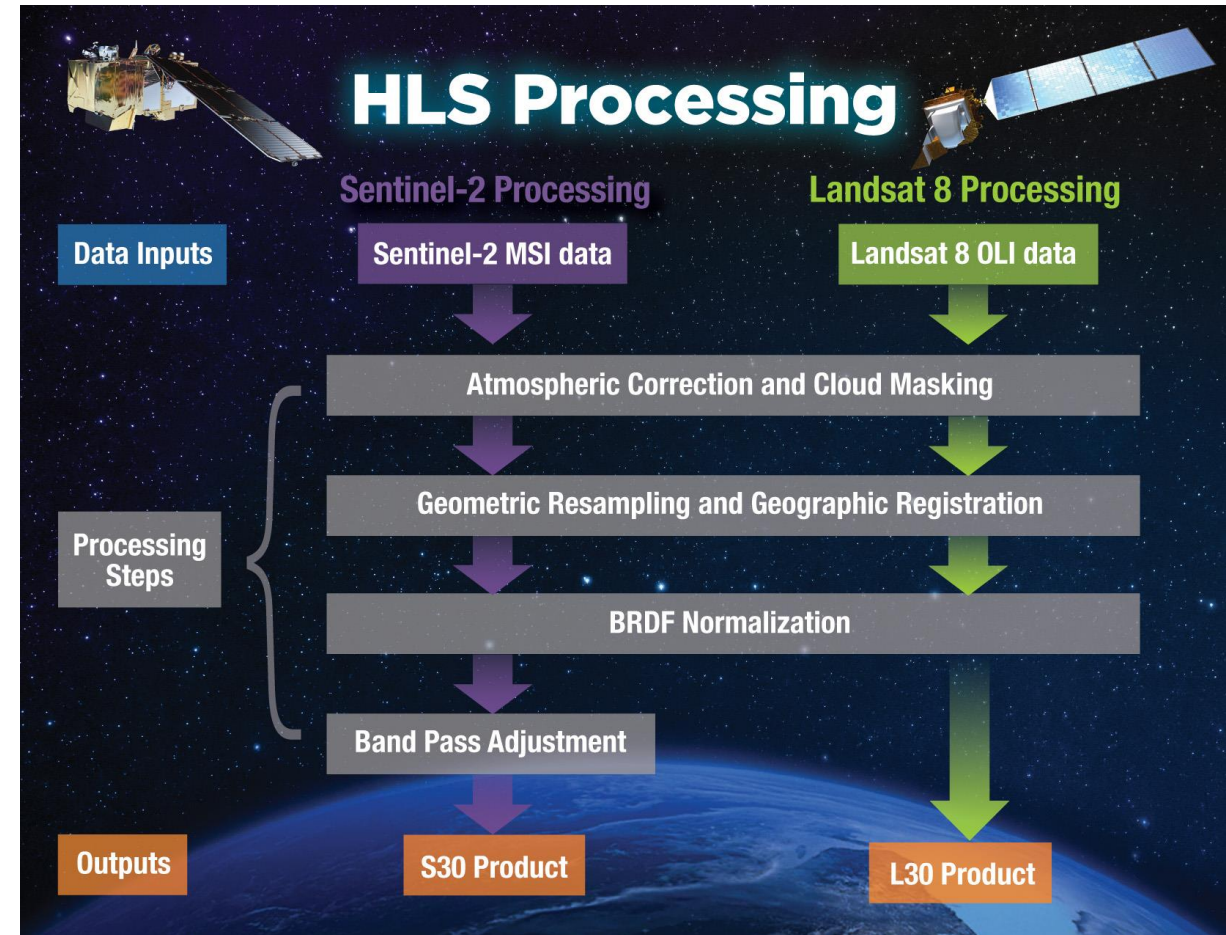 HLS Processing
Sentinel-2 Processing
Landsat 8 Processing
Data Inputs
Sentinel-2 MSI data
Landsat 8 OLI data
Atmospheric Correction and Cloud Masking
Geometric Resampling and Geographic Registration
Processing
Steps
BRDF Normalization
Band Pass Adjustment
Outputs
S30 Product
L30 Product